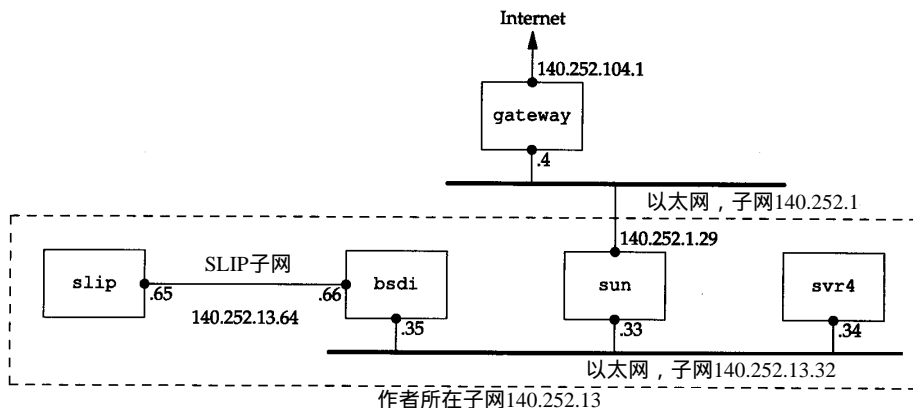 Internet
140.252.104.1
gateway
.4
以太网，子网140.252.1
140.252.1.29
slip
SLIP子网
bsdi
sun
svr4
.65
.66
140.252.13.64
.35
.33
.34
以太网，子网140.252.13.32
作者所在子网140.252.13